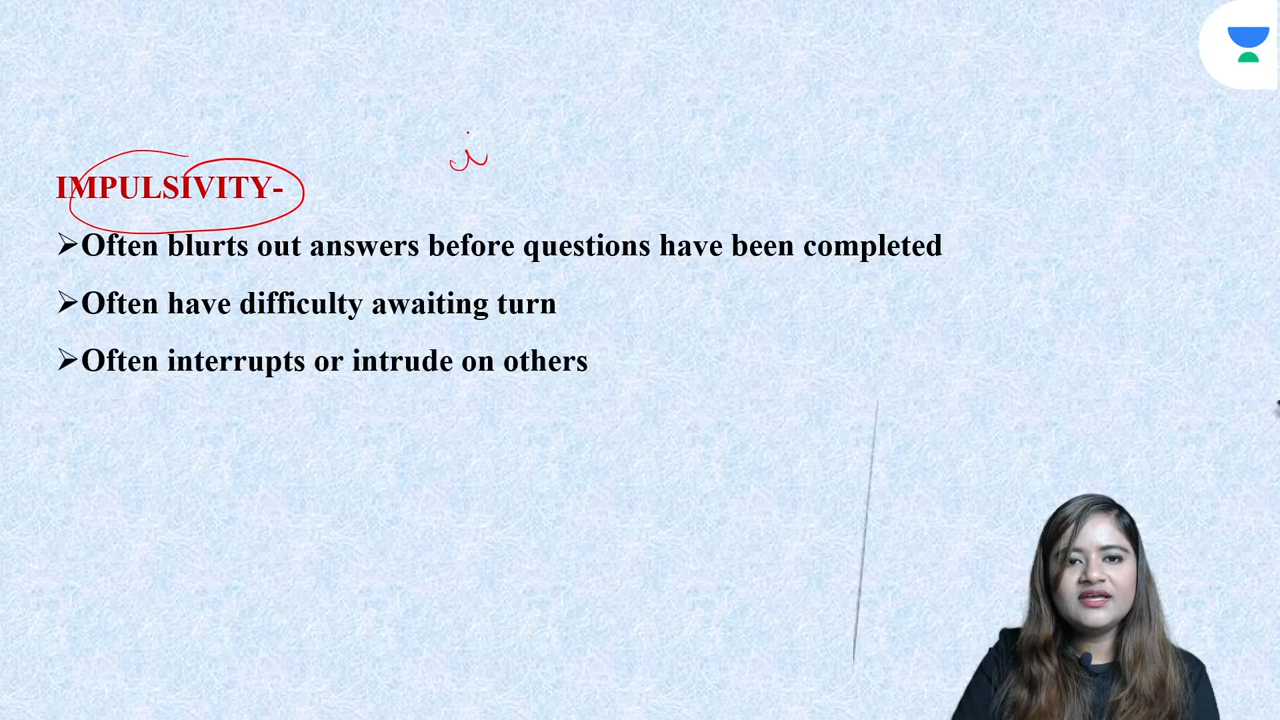 IMPULSIVITY-
➢Often blurts out answers before questions have been completed
➢Often have difficulty awaiting turn
➢Often interrupts or intrude on others